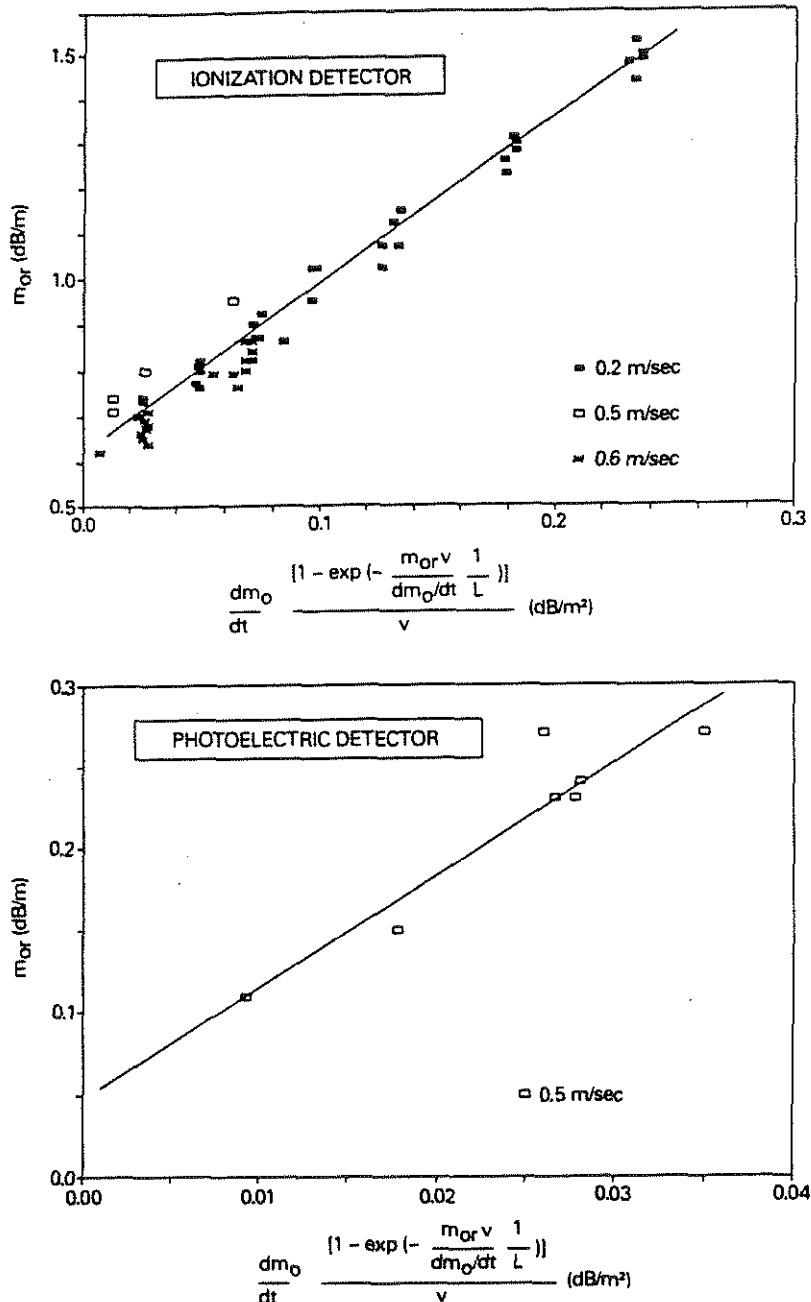 1.5
IONIZATION DETECTOR
m_or (dB/m)
1.0
0.2 m/sec
0.5 m/sec
0.6 m/sec
0.5
0.0 0.1 0.2 0.3
dm_o/dt [1 – exp (– m_or v / dm_o/dt 1/L )] / v (dB/m²)
0.3
PHOTOELECTRIC DETECTOR
0.2
m_or (dB/m)
0.1
0.5 m/sec
0.0
0.00 0.01 0.02 0.03 0.04
dm_o/dt [1 – exp (– m_or v / dm_o/dt 1/L )] / v (dB/m²)